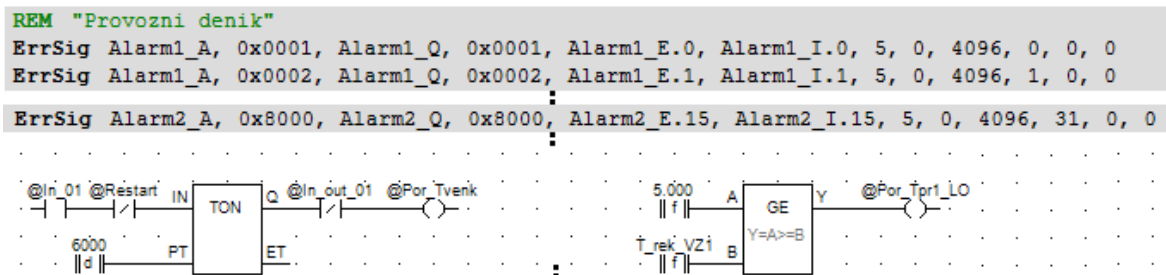 REM "Provozni denik"
ErrSig Alarm1_A, 0x0001, Alarm1_Q, 0x0001, Alarm1_E.0, Alarm1_I.0, 5, 0, 4096, 0, 0, 0
ErrSig Alarm1_A, 0x0002, Alarm1_Q, 0x0002, Alarm1_E.1, Alarm1_I.1, 5, 0, 4096, 1, 0, 0
ErrSig Alarm2_A, 0x8000, Alarm2_Q, 0x8000, Alarm2_E.15, Alarm2_I.15, 5, 0, 4096, 31, 0, 0
@In_01 @Restart IN TON Q @In_out_01 @Por_Tvenk 5.000 f A GE Y @Por_Tpr1_LO
Y=A>=B
6000 d PT ET T_rek_VZ1 f B